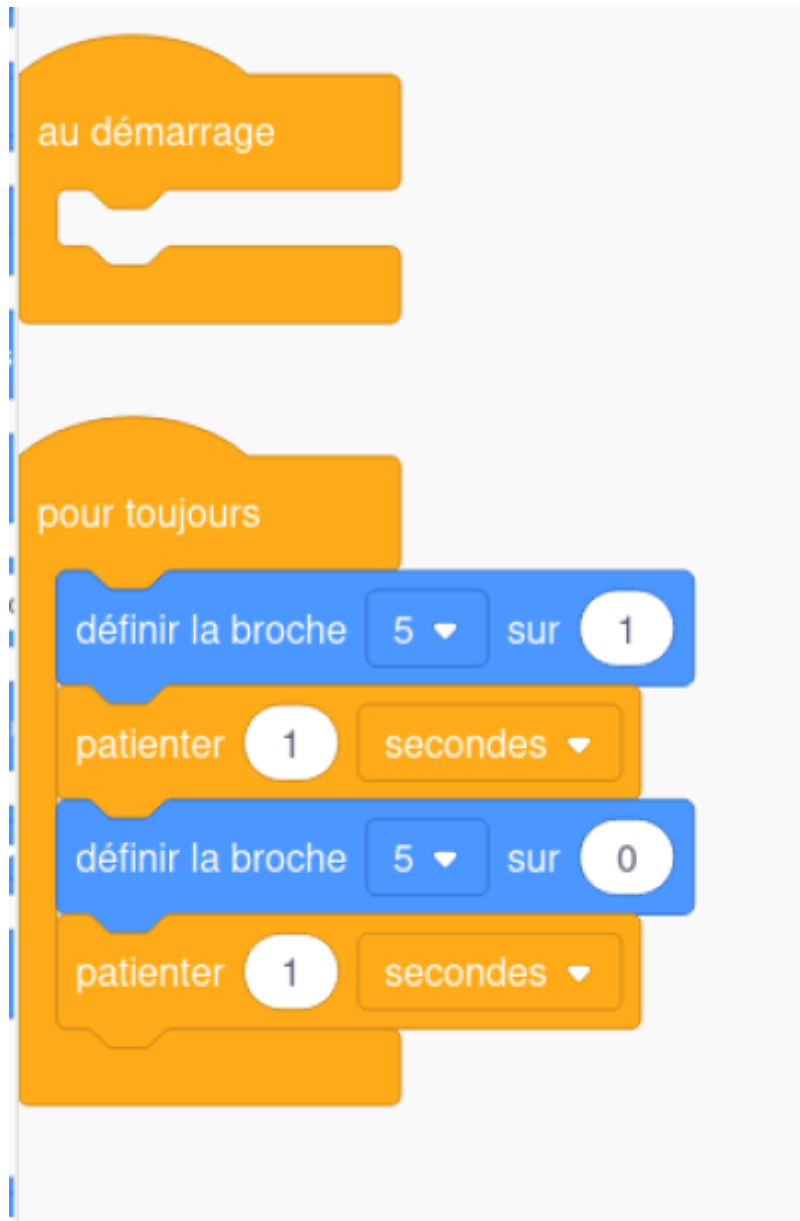 au démarrage
pour toujours
définir la broche 5 sur 1
patienter 1 secondes
définir la broche 5 sur 0
patienter 1 secondes